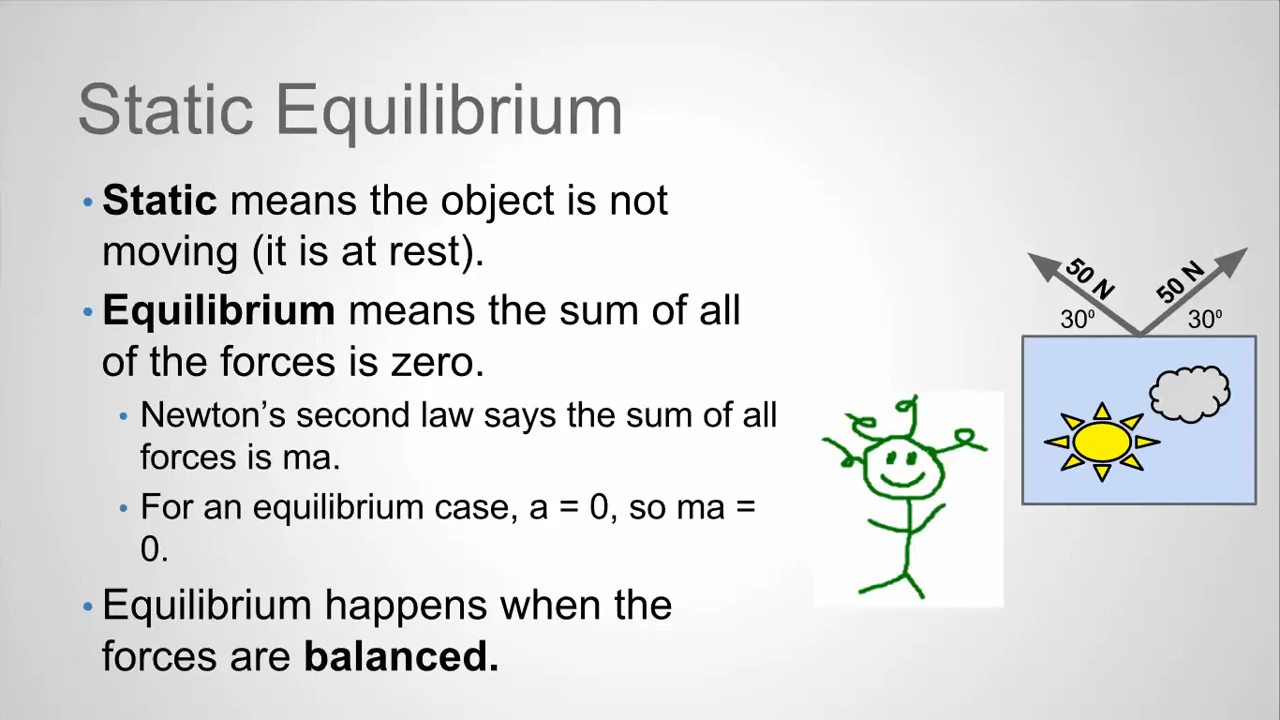 Static Equilibrium
• Static means the object is not
moving (it is at rest).
• Equilibrium means the sum of all
of the forces is zero.
• Newton’s second law says the sum of all
forces is ma.
• For an equilibrium case, a = 0, so ma =
0.
• Equilibrium happens when the
forces are balanced.
50 N
50 N
30⁰
30⁰